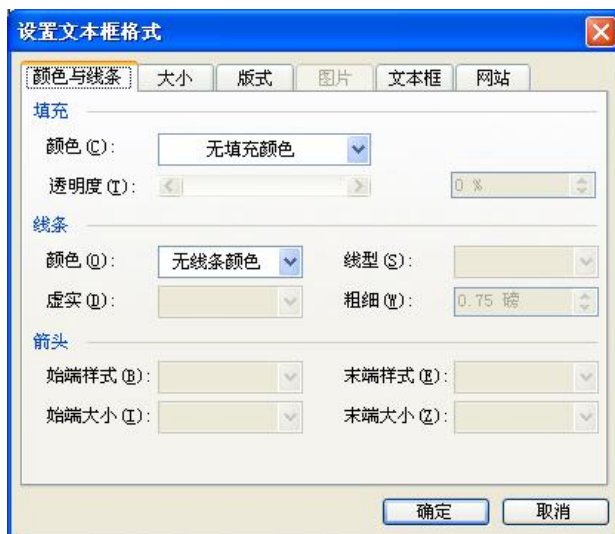 设置文本框格式
颜色与线条 大小 版式 图片 文本框 网站
填充
颜色(C): 无填充颜色
透明度(T): 0 %
线条
颜色(O): 无线条颜色 线型(S):
虚实(D): 粗细(W): 0.75 磅
箭头
始端样式(B): 末端样式(E):
始端大小(I): 末端大小(Z):
确定 取消